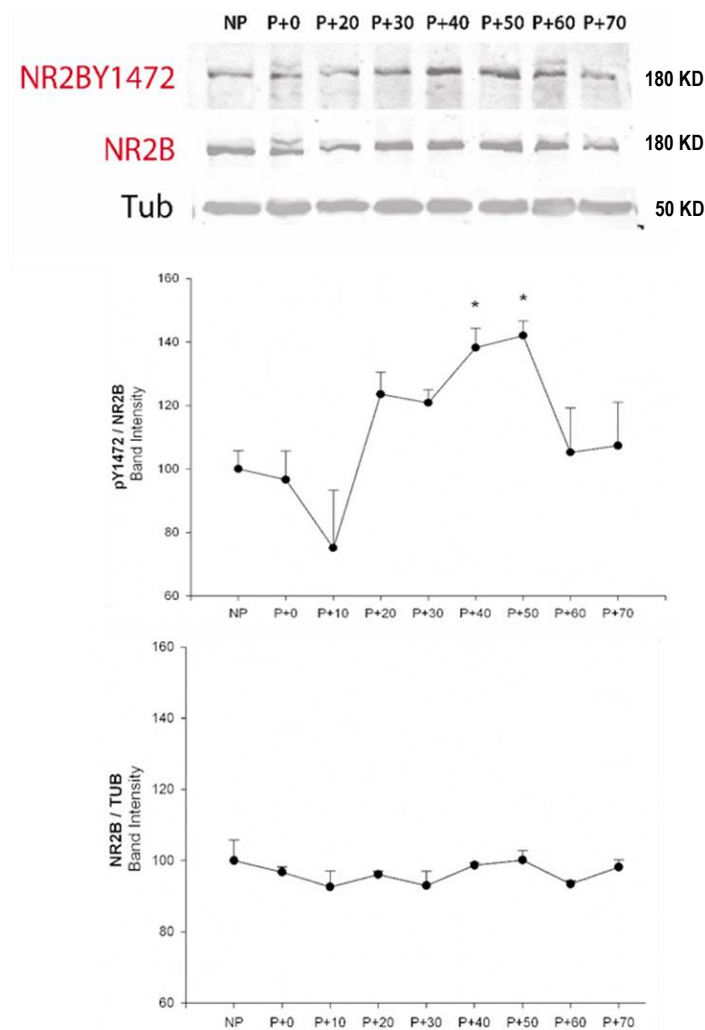 NP P+0 P+20 P+30 P+40 P+50 P+60 P+70
NR2BY1472 180 KD
NR2B 180 KD
Tub 50 KD
160
* *
140
120
100
80
60
pY1472 / NR2B
Band Intensity
NP P+0 P+10 P+20 P+30 P+40 P+50 P+60 P+70
160
140
120
100
80
60
NR2B / TUB
Band Intensity
NP P+0 P+10 P+20 P+30 P+40 P+50 P+60 P+70